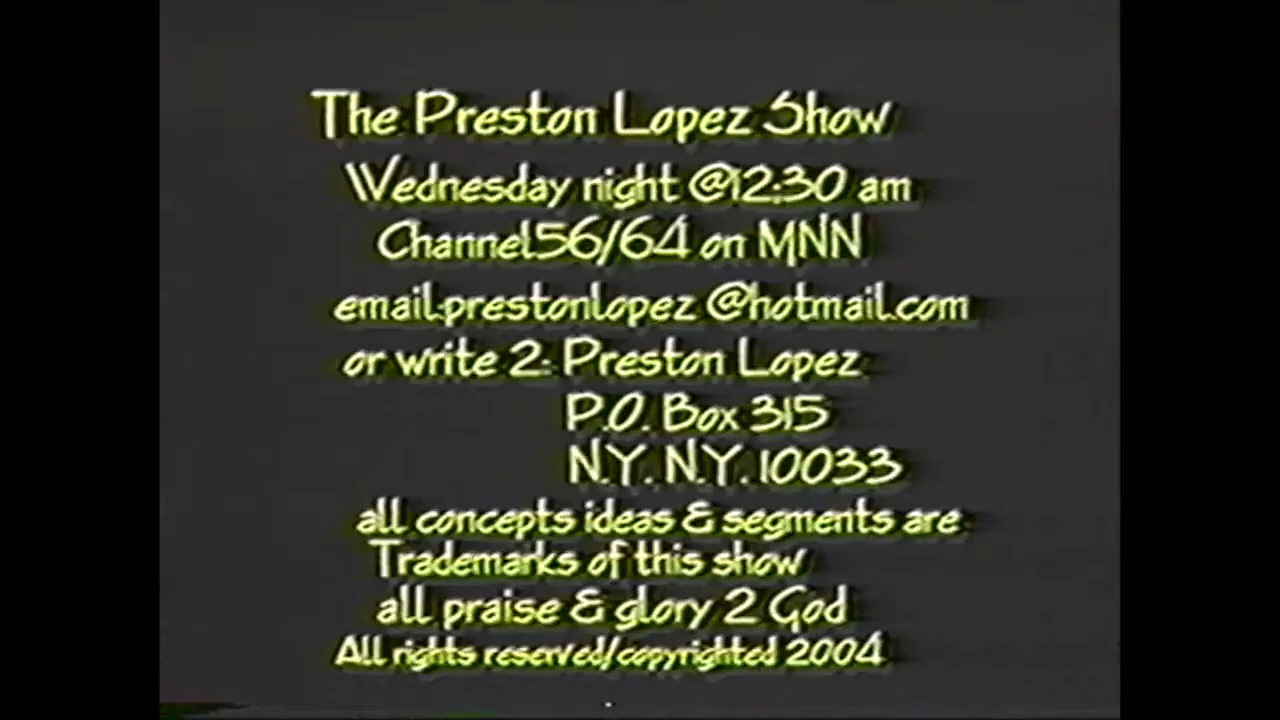 The Preston Lopez Show
Wednesday night @12:30 am
Channel56/64 on MNN
email:prestonlopez @hotmail.com
or write 2: Preston Lopez
P.O. Box 315
N.Y. N.Y. 10033
all concepts ideas & segments are
Trademarks of this show
all praise & glory 2 God
All rights reserved/copyrighted 2004